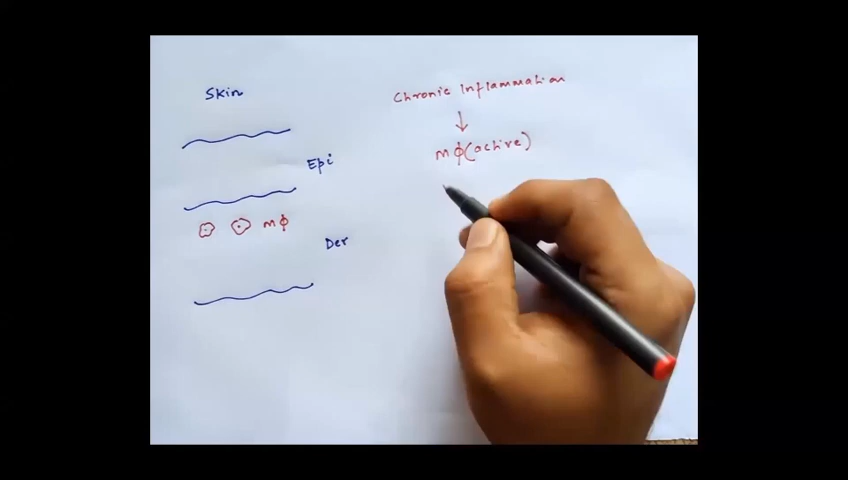 Skin
Epi
mφ
Der
Chronic Inflammation
↓
mφ(active)